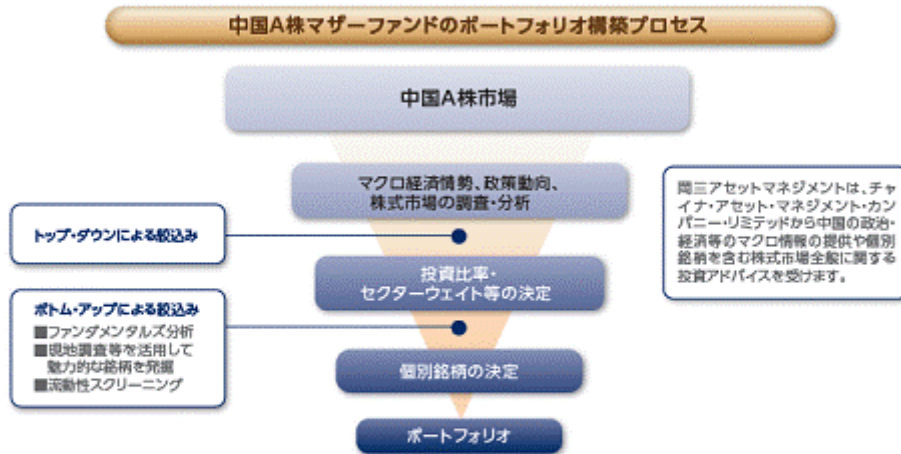 中国A株マザーファンドのポートフォリオ構築プロセス
中国A株市場
マクロ経済情勢、政策動向、
株式市場の調査・分析
トップ・ダウンによる絞込み
投資比率・
セクターウェイト等の決定
ボトム・アップによる絞込み
■ファンダメンタルズ分析
■現地調査等を活用して
魅力的な銘柄を発掘
■流動性スクリーニング
個別銘柄の決定
ポートフォリオ
岡三アセットマネジメントは、チャ
イナ・アセット・マネジメント・カン
パニー・リミテッドから中国の政治・
経済等のマクロ情報の提供や個別
銘柄を含む株式市場全般に関する
投資アドバイスを受けます。